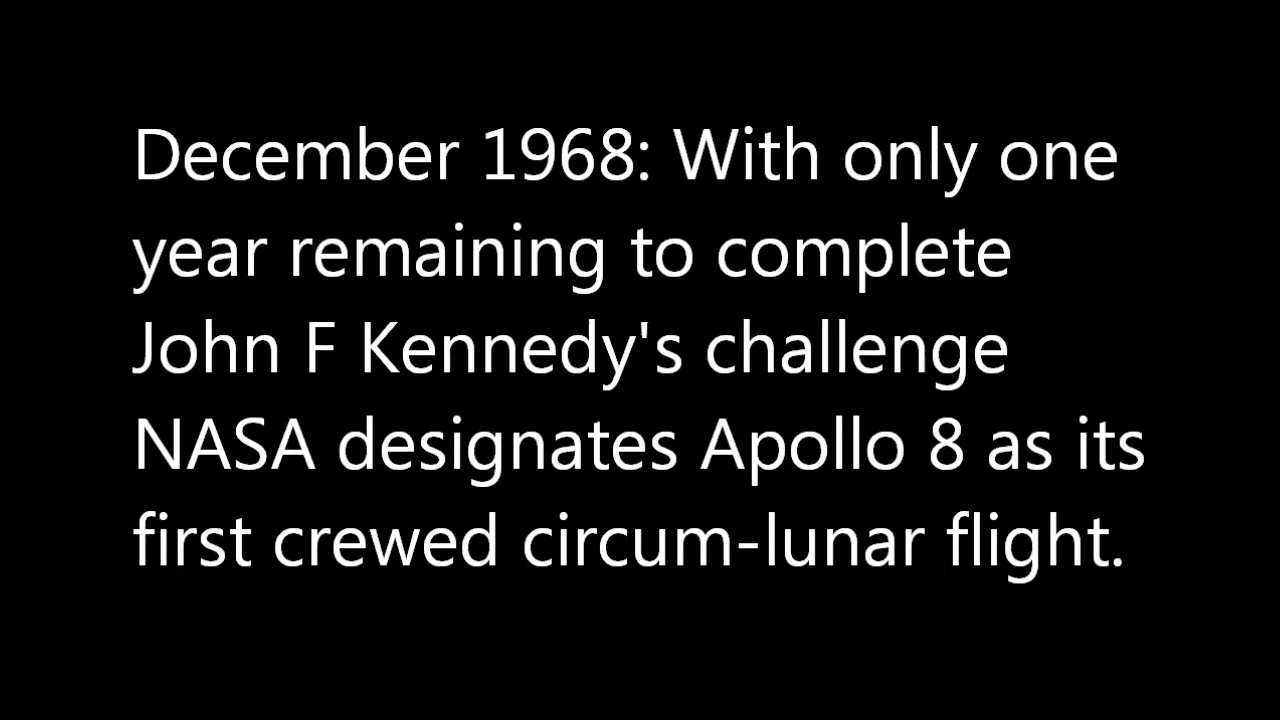 December 1968: With only one
year remaining to complete
John F Kennedy's challenge
NASA designates Apollo 8 as its
first crewed circum-lunar flight.